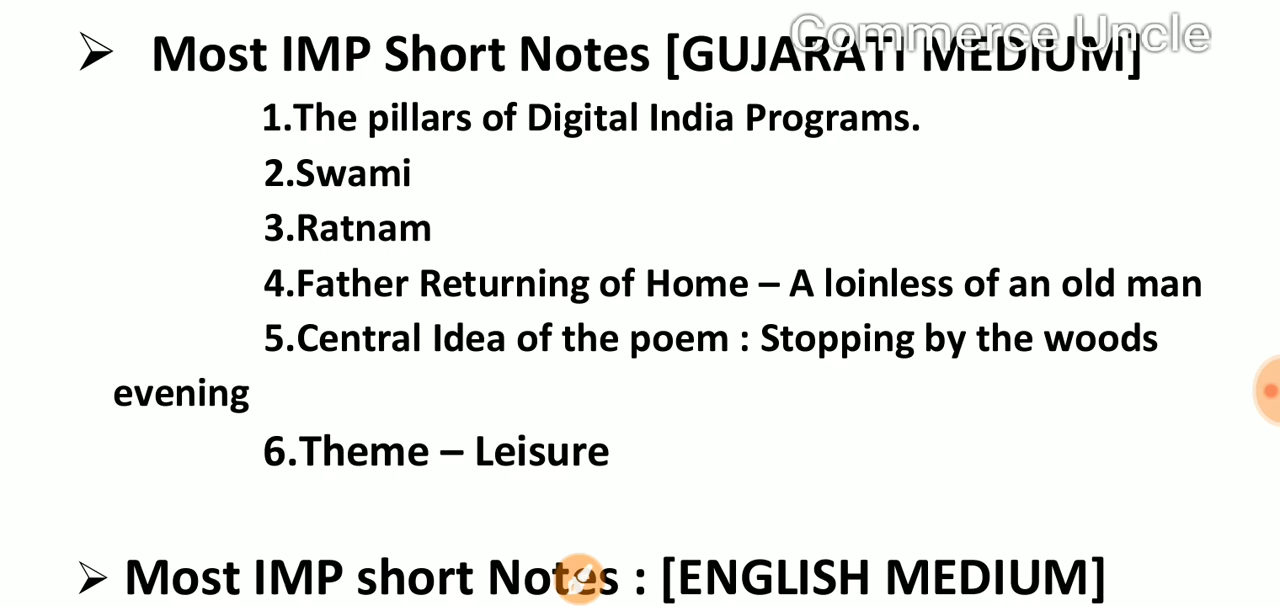 Commerce Uncle
➢ Most IMP Short Notes [GUJARATI MEDIUM]
1.The pillars of Digital India Programs.
2.Swami
3.Ratnam
4.Father Returning of Home – A loinless of an old man
5.Central Idea of the poem : Stopping by the woods
evening
6.Theme – Leisure
➢ Most IMP short Notes : [ENGLISH MEDIUM]